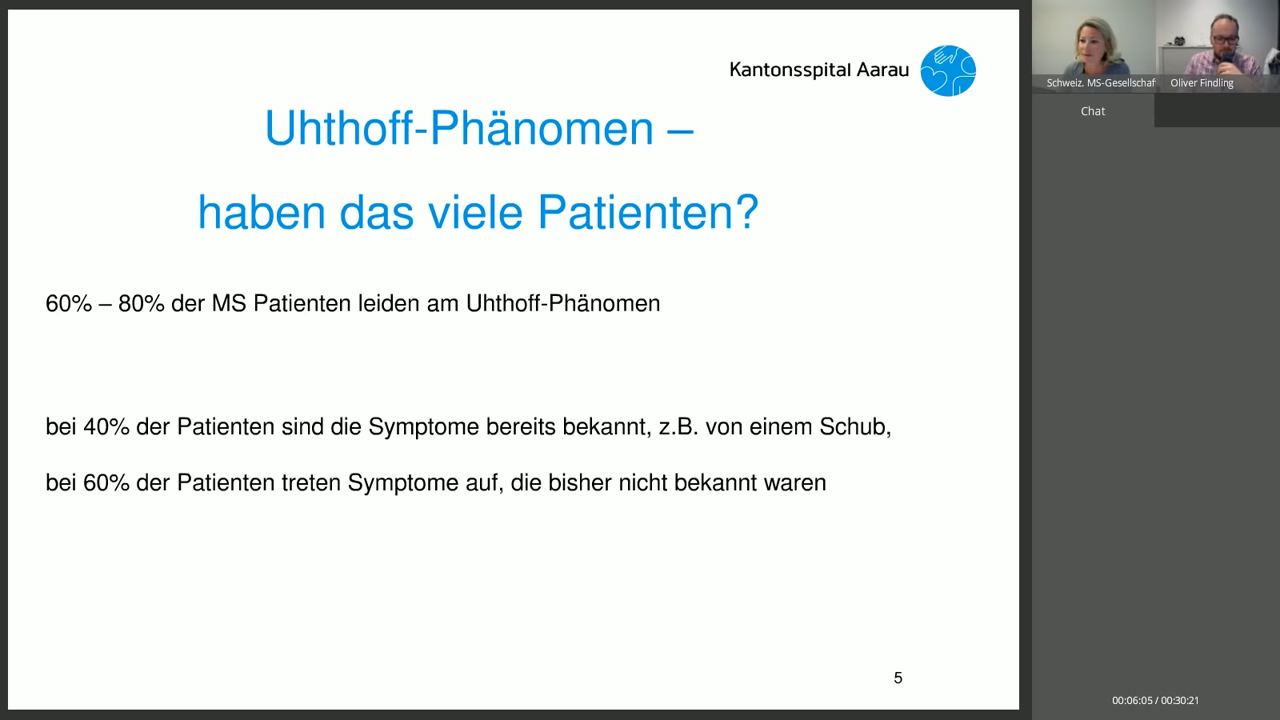 Kantonsspital Aarau
Uhthoff-Phänomen –
haben das viele Patienten?
60% – 80% der MS Patienten leiden am Uhthoff-Phänomen
bei 40% der Patienten sind die Symptome bereits bekannt, z.B. von einem Schub,
bei 60% der Patienten treten Symptome auf, die bisher nicht bekannt waren
5
Schweiz. MS-Gesellschaf
Oliver Findling
Chat
00:06:05 / 00:30:21